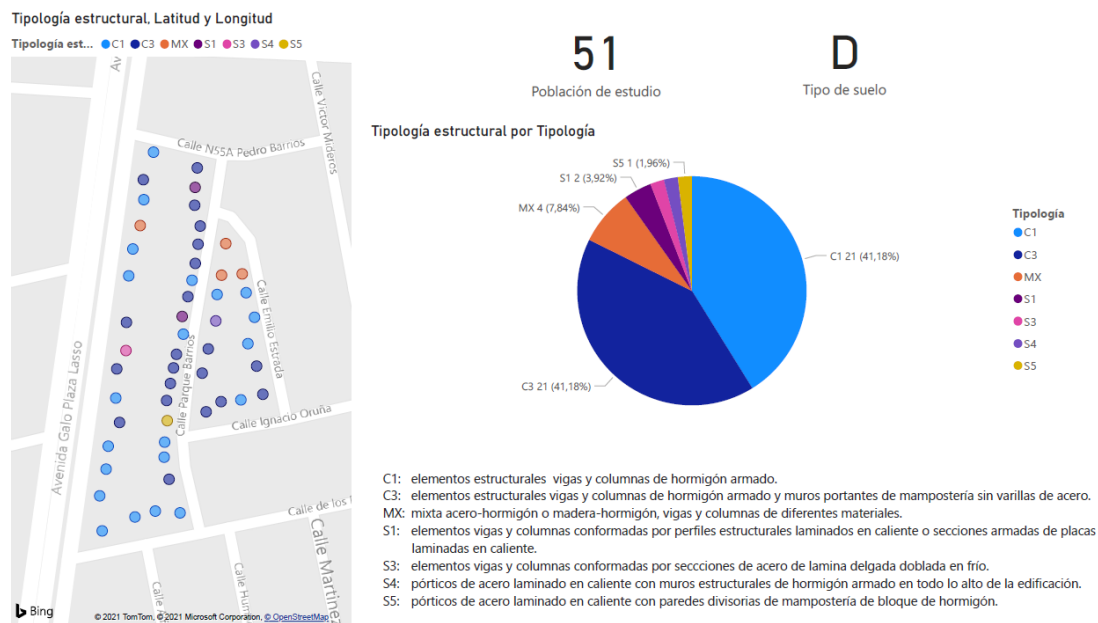 Tipología estructural, Latitud y Longitud
Tipología est... C1 C3 MX S1 S3 S4 S5
Av
Calle Victor Mideros
Calle N55A Pedro Barrios
Calle Emilio Estrada
Avenida Galo Plaza Lasso
Calle Parque Barrios
Calle Ignacio Oruña
Calle de los
Calle Martinez
Calle
Calle Hum
Bing
© 2021 TomTom, © 2021 Microsoft Corporation, © OpenStreetMap
51
Población de estudio
D
Tipo de suelo
Tipología estructural por Tipología
S5 1 (1,96%)
S1 2 (3,92%)
MX 4 (7,84%)
C1 21 (41,18%)
C3 21 (41,18%)
Tipología
C1
C3
MX
S1
S3
S4
S5
C1: elementos estructurales vigas y columnas de hormigón armado.
C3: elementos estructurales vigas y columnas de hormigón armado y muros portantes de mampostería sin varillas de acero.
MX: mixta acero-hormigón o madera-hormigón, vigas y columnas de diferentes materiales.
S1: elementos vigas y columnas conformadas por perfiles estructurales laminados en caliente o secciones armadas de placas
laminadas en caliente.
S3: elementos vigas y columnas conformadas por seccciones de acero de lamina delgada doblada en frío.
S4: pórticos de acero laminado en caliente con muros estructurales de hormigón armado en todo lo alto de la edificación.
S5: pórticos de acero laminado en caliente con paredes divisorias de mampostería de bloque de hormigón.